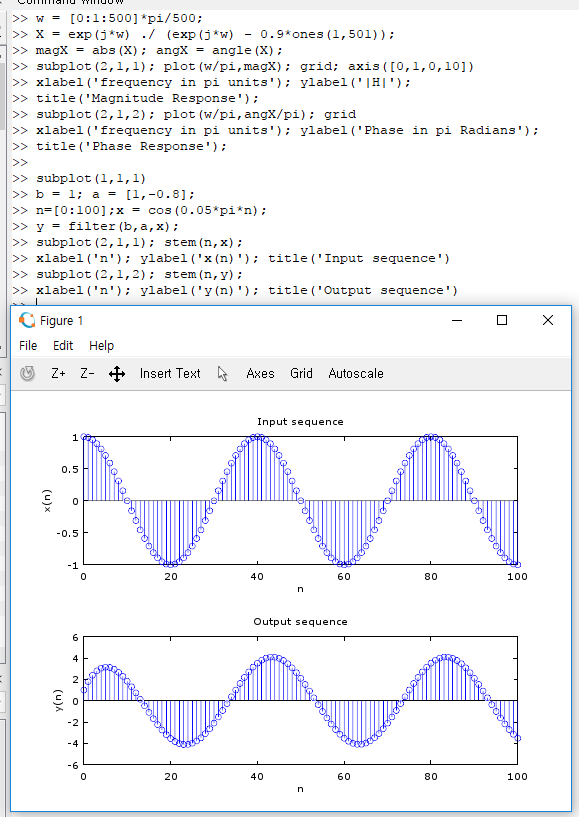 Command Window
>> w = [0:1:500]*pi/500;
>> X = exp(j*w) ./ (exp(j*w) - 0.9*ones(1,501));
>> magX = abs(X); angX = angle(X);
>> subplot(2,1,1); plot(w/pi,magX); grid; axis([0,1,0,10])
>> xlabel('frequency in pi units'); ylabel('|H|');
>> title('Magnitude Response');
>> subplot(2,1,2); plot(w/pi,angX/pi); grid
>> xlabel('frequency in pi units'); ylabel('Phase in pi Radians');
>> title('Phase Response');
>>
>> subplot(1,1,1)
>> b = 1; a = [1,-0.8];
>> n=[0:100];x = cos(0.05*pi*n);
>> y = filter(b,a,x);
>> subplot(2,1,1); stem(n,x);
>> xlabel('n'); ylabel('x(n)'); title('Input sequence')
>> subplot(2,1,2); stem(n,y);
>> xlabel('n'); ylabel('y(n)'); title('Output sequence')
>>
Figure 1
File Edit Help
Z+ Z- Insert Text Axes Grid Autoscale
Input sequence
1
0.5
0
-0.5
-1
x(n)
0 20 40 60 80 100
n
Output sequence
6
4
2
0
-2
-4
-6
y(n)
0 20 40 60 80 100
n